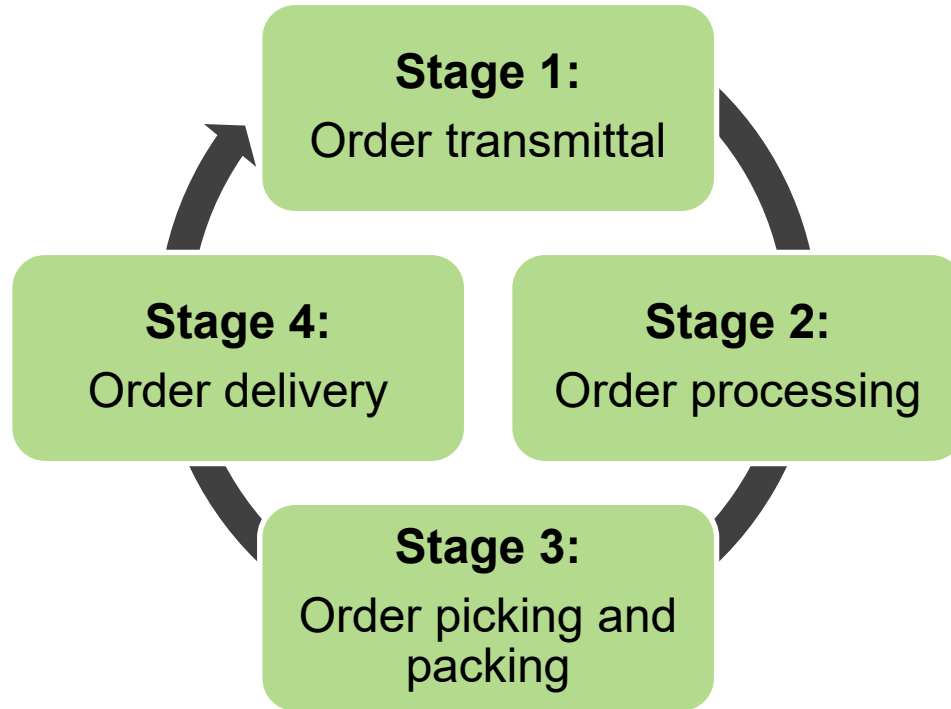 Stage 1:
Order transmittal
Stage 4:
Order delivery
Stage 2:
Order processing
Stage 3:
Order picking and
packing